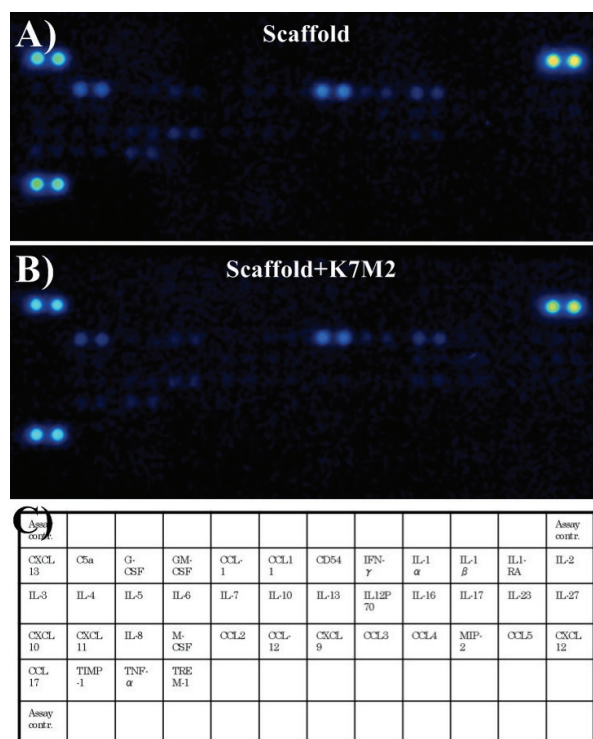 A)
Scaffold
B)
Scaffold+K7M2
C)
Assay contr. Assay contr.
CXCL 13 C5a G-CSF GM-CSF CCL-1 CCL1 1 CD54 IFN-γ IL-1 α IL-1 β IL1-RA IL-2
IL-3 IL-4 IL-5 IL-6 IL-7 IL-10 IL-13 IL12P 70 IL-16 IL-17 IL-23 IL-27
CXCL 10 CXCL 11 IL-8 M-CSF CCL2 CCL-12 CXCL 9 CCL3 CCL4 MIP-2 CCL5 CXCL 12
CCL 17 TIMP -1 TNF-α TRE M-1
Assay contr.